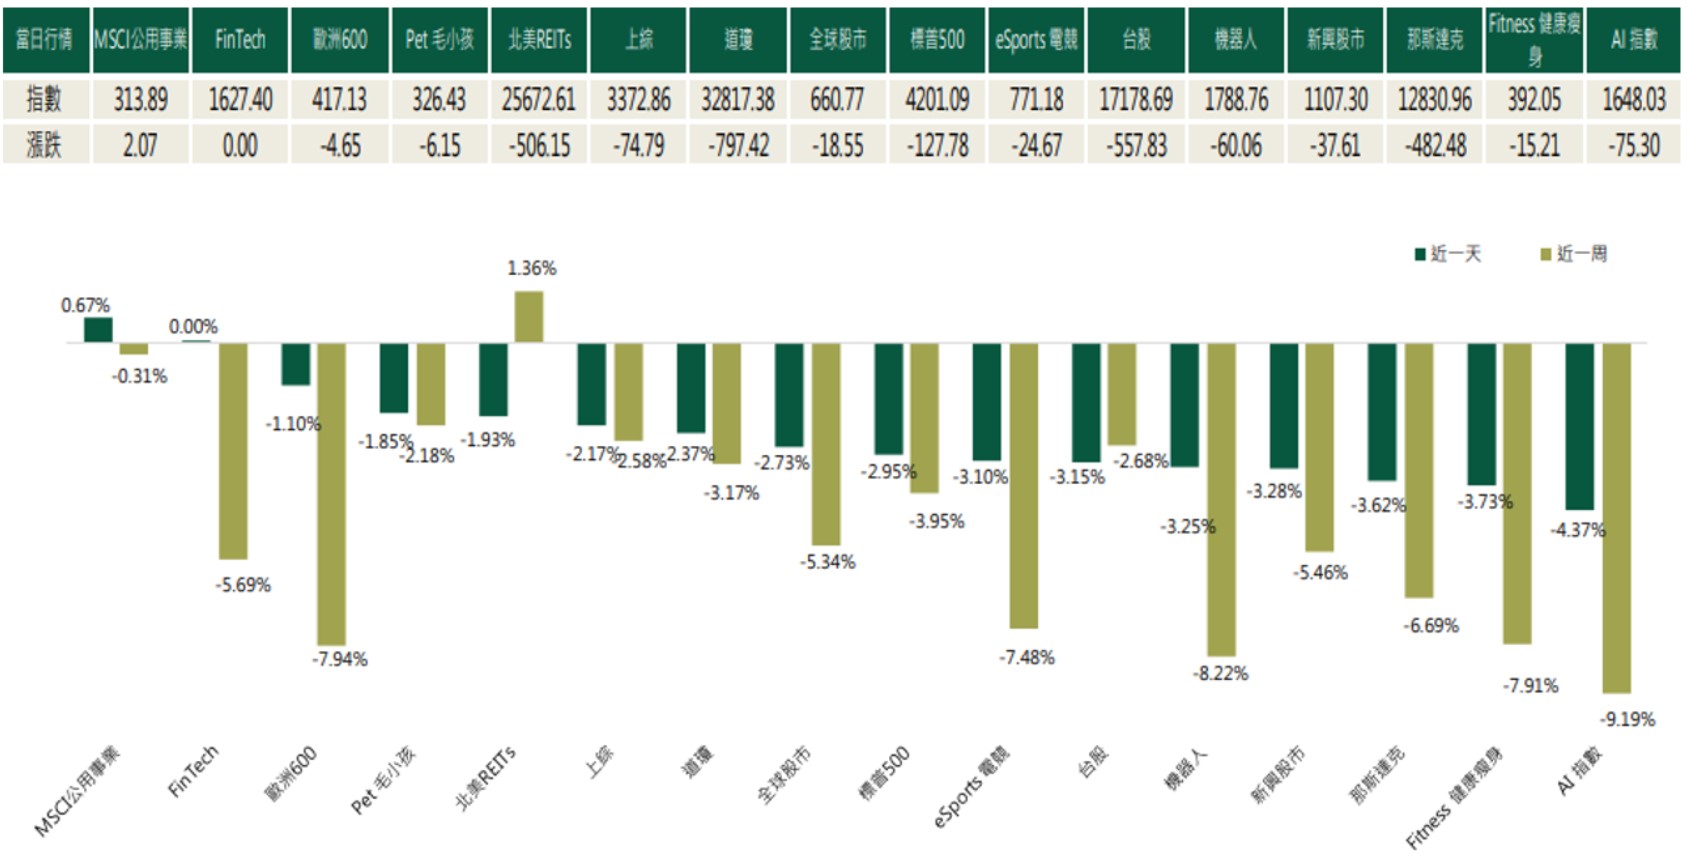 當日行情 MSCI公用事業 FinTech 歐洲600 Pet 毛小孩 北美REITs 上綜 道瓊 全球股市 標普500 eSports 電競 台股 機器人 新興股市 那斯達克 Fitness 健康瘦身 AI 指數
指數 313.89 1627.40 417.13 326.43 25672.61 3372.86 32817.38 660.77 4201.09 771.18 17178.69 1788.76 1107.30 12830.96 392.05 1648.03
漲跌 2.07 0.00 -4.65 -6.15 -506.15 -74.79 -797.42 -18.55 -127.78 -24.67 -557.83 -60.06 -37.61 -482.48 -15.21 -75.30
近一天 近一周
0.67% 0.00% -1.10% -1.85% -1.93% -2.17% -2.37% -2.73% -2.95% -3.10% -3.15% -3.25% -3.28% -3.62% -3.73% -4.37%
-0.31% -5.69% -7.94% -2.18% 1.36% -2.58% -3.17% -5.34% -3.95% -7.48% -2.68% -8.22% -5.46% -6.69% -7.91% -9.19%
MSCI公用事業 FinTech 歐洲600 Pet 毛小孩 北美REITs 上綜 道瓊 全球股市 標普500 eSports 電競 台股 機器人 新興股市 那斯達克 Fitness 健康瘦身 AI 指數